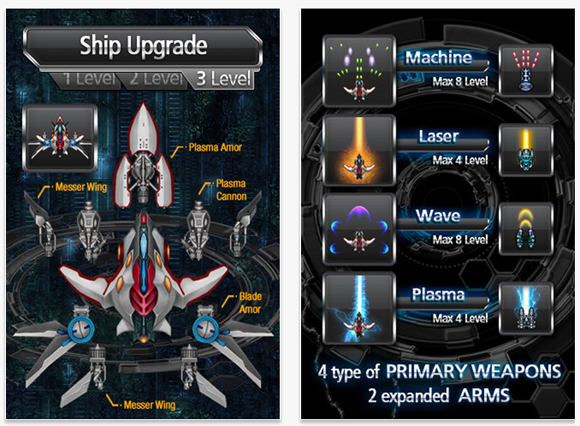 Ship Upgrade
1 Level 2 Level 3 Level
Plasma Amor
Messer Wing
Plasma
Cannon
Blade
Amor
Messer Wing
Machine
Max 8 Level
Laser
Max 4 Level
Wave
Max 8 Level
Plasma
Max 4 Level
4 type of PRIMARY WEAPONS
2 expanded ARMS